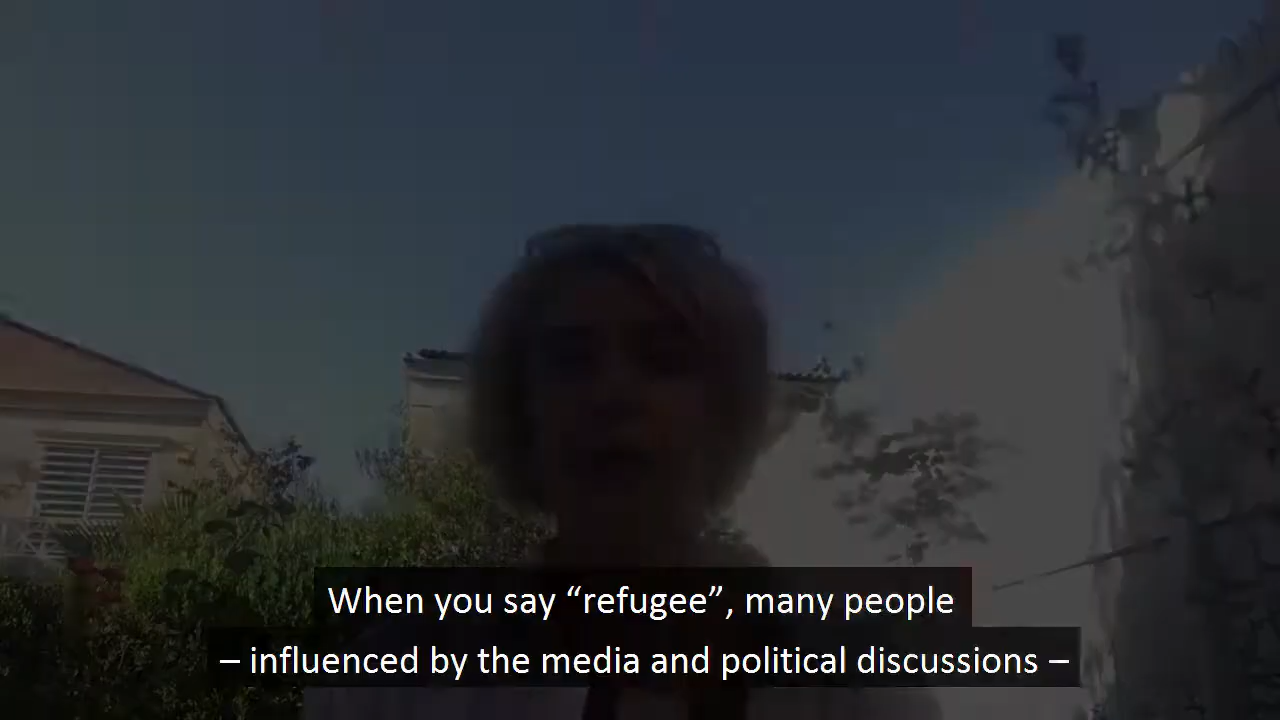 When you say “refugee”, many people
– influenced by the media and political discussions –